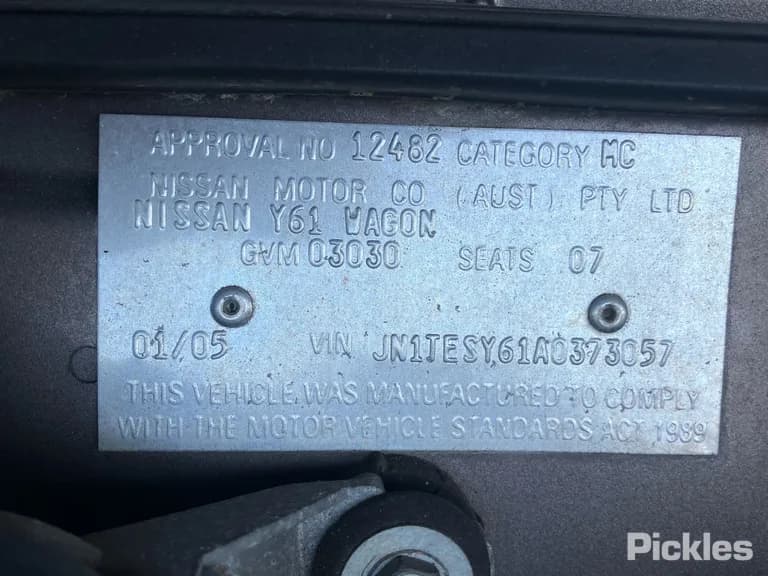 APPROVAL NO 12482 CATEGORY MC
NISSAN MOTOR CO (AUST) PTY LTD
NISSAN Y61 WAGON
GVM 03030 SEATS 07
01/05 VIN JN1TESY61A0373057
THIS VEHICLE WAS MANUFACTURED TO COMPLY
WITH THE MOTOR VEHICLE STANDARDS ACT 1989
Pickles